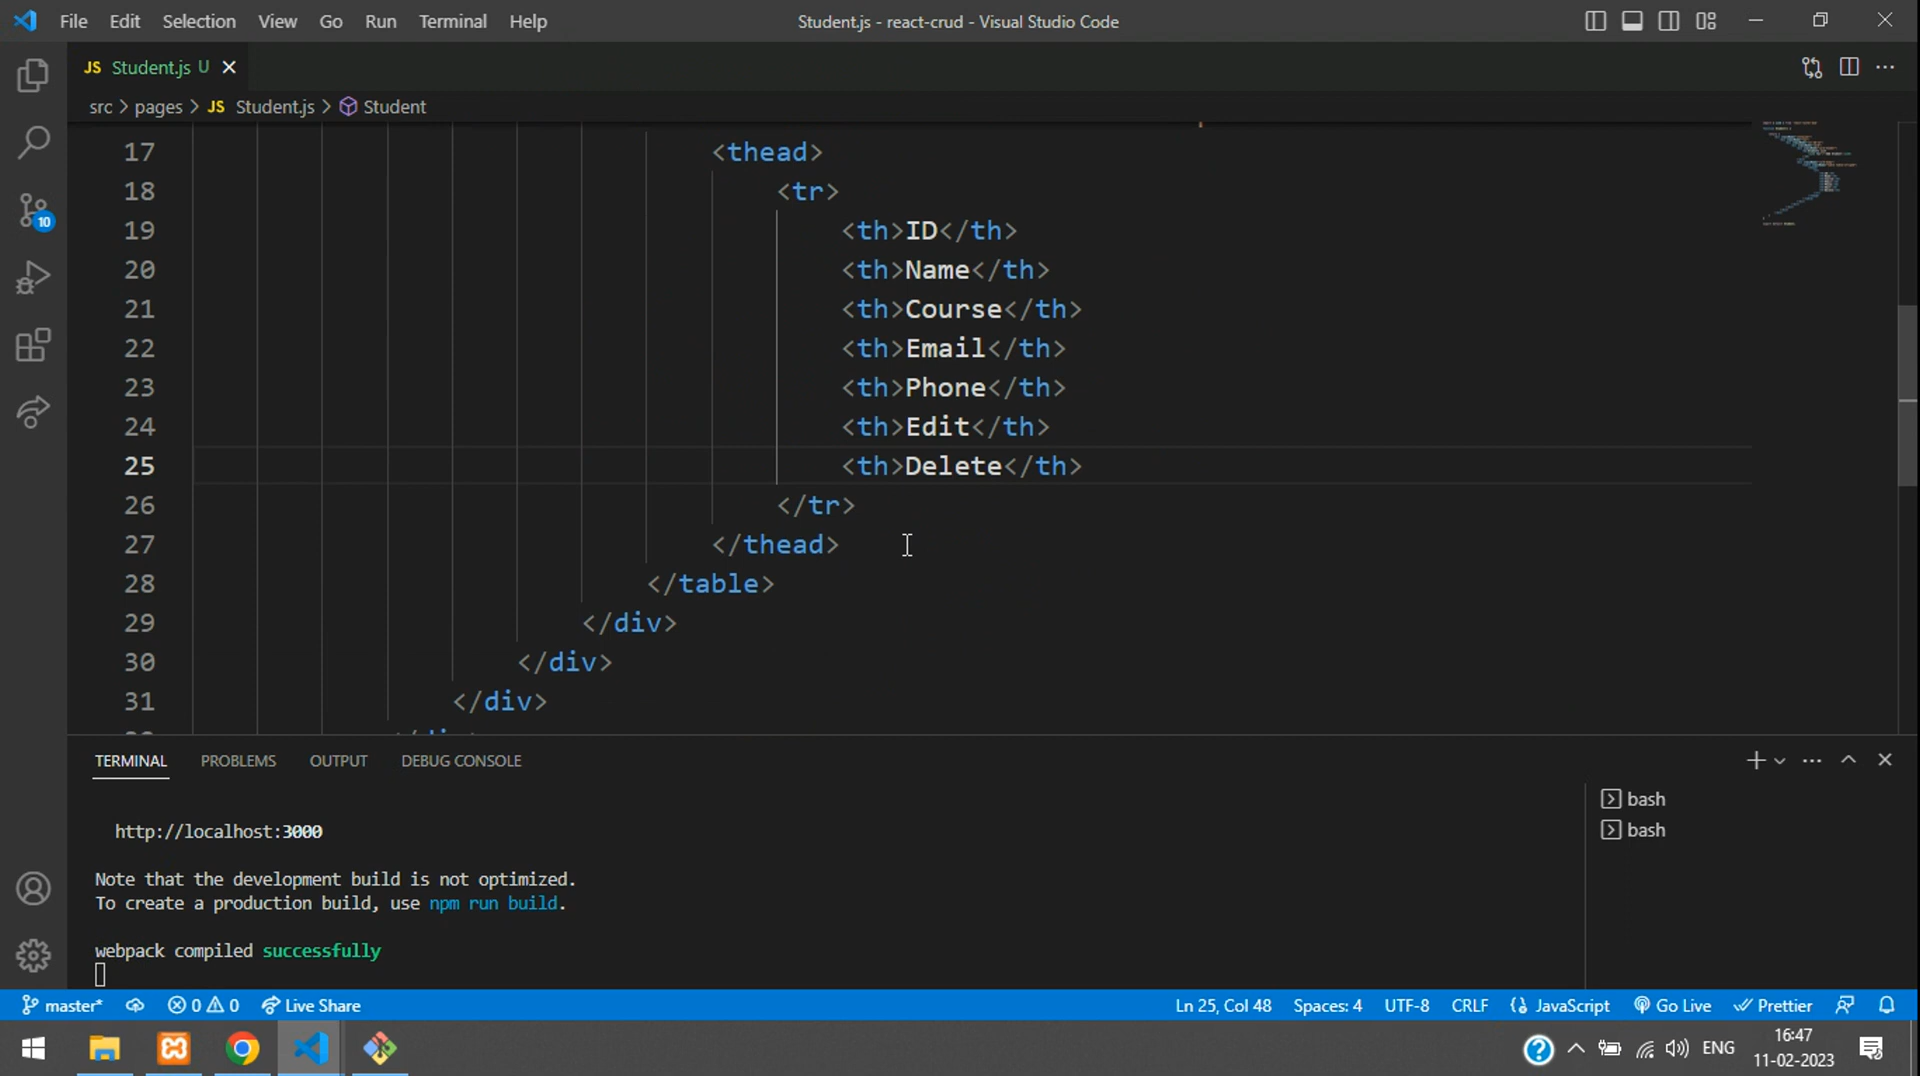 File Edit Selection View Go Run Terminal Help Student.js - react-crud - Visual Studio Code
JS Student.js U
src > pages > JS Student.js > Student
17 <thead>
18 <tr>
19 <th>ID</th>
20 <th>Name</th>
21 <th>Course</th>
22 <th>Email</th>
23 <th>Phone</th>
24 <th>Edit</th>
25 <th>Delete</th>
26 </tr>
27 </thead>
28 </table>
29 </div>
30 </div>
31 </div>
10
TERMINAL PROBLEMS OUTPUT DEBUG CONSOLE
http://localhost:3000
Note that the development build is not optimized.
To create a production build, use npm run build.
webpack compiled successfully
bash
bash
master* 0 0 Live Share Ln 25, Col 48 Spaces: 4 UTF-8 CRLF JavaScript Go Live Prettier
ENG 16:47
11-02-2023